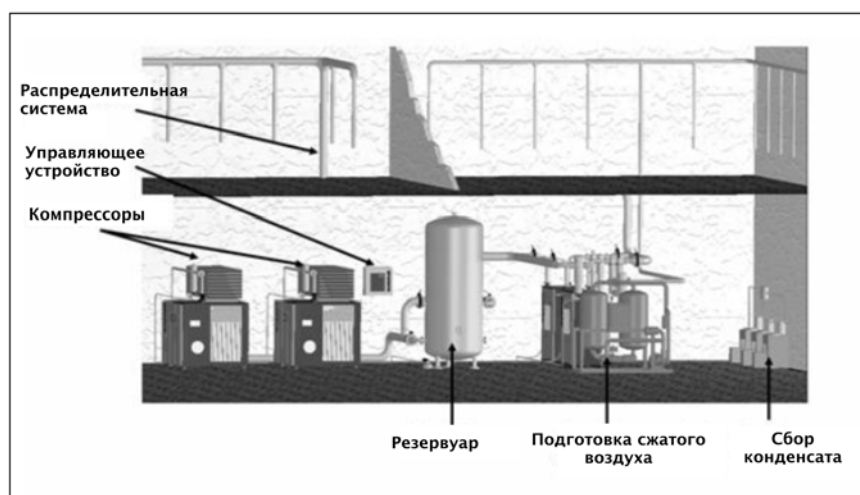 Распределительная
система
Управляющее
устройство
Компрессоры
Резервуар
Подготовка сжатого
воздуха
Сбор
конденсата